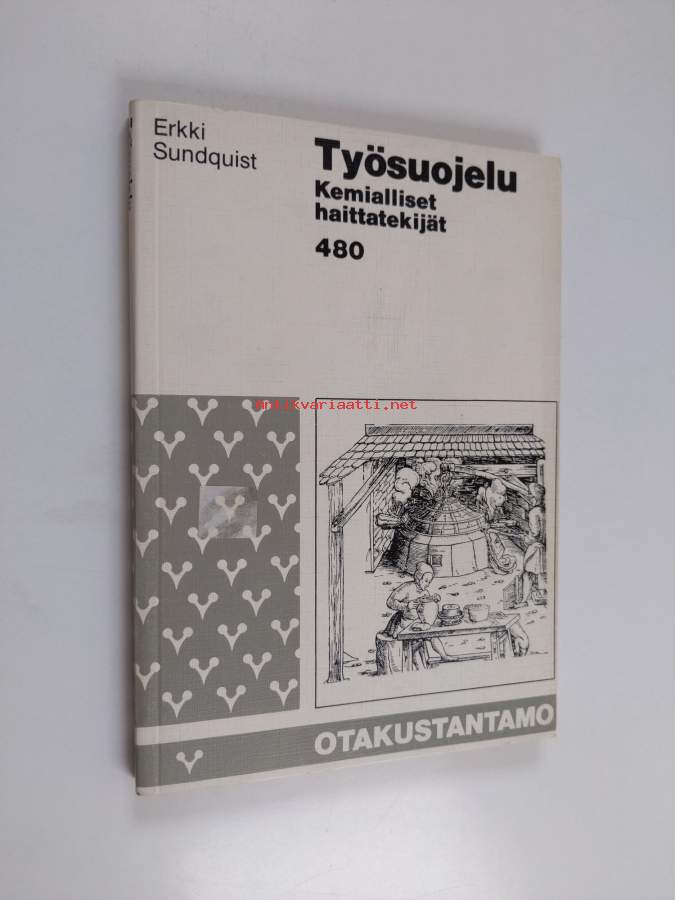 Erkki
Sundquist
Työsuojelu
Kemialliset
haittatekijät
480
Antikvariaatti.net
OTAKUSTANTAMO